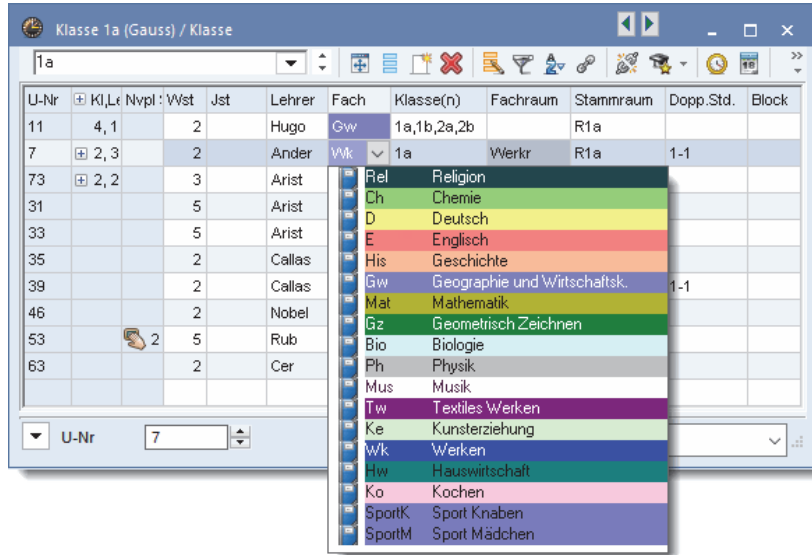 Klasse 1a (Gauss) / Klasse
1a
U-Nr Kl,Le Nvpl Wst Jst Lehrer Fach Klasse(n) Fachraum Stammraum Dopp.Std. Block
11 4, 1 2 Hugo Gw 1a,1b,2a,2b R1a
7 2, 3 2 Ander Wk 1a Werkr R1a 1-1
73 2, 2 3 Arist
31 5 Arist
33 5 Arist
35 2 Callas
39 2 Callas 1-1
46 2 Nobel
53 2 5 Rub
63 2 Cer
Rel Religion
Ch Chemie
D Deutsch
E Englisch
His Geschichte
Gw Geographie und Wirtschaftsk.
Mat Mathematik
Gz Geometrisch Zeichnen
Bio Biologie
Ph Physik
Mus Musik
Tw Textiles Werken
Ke Kunsterziehung
Wk Werken
Hw Hauswirtschaft
Ko Kochen
SportK Sport Knaben
SportM Sport Mädchen
U-Nr 7